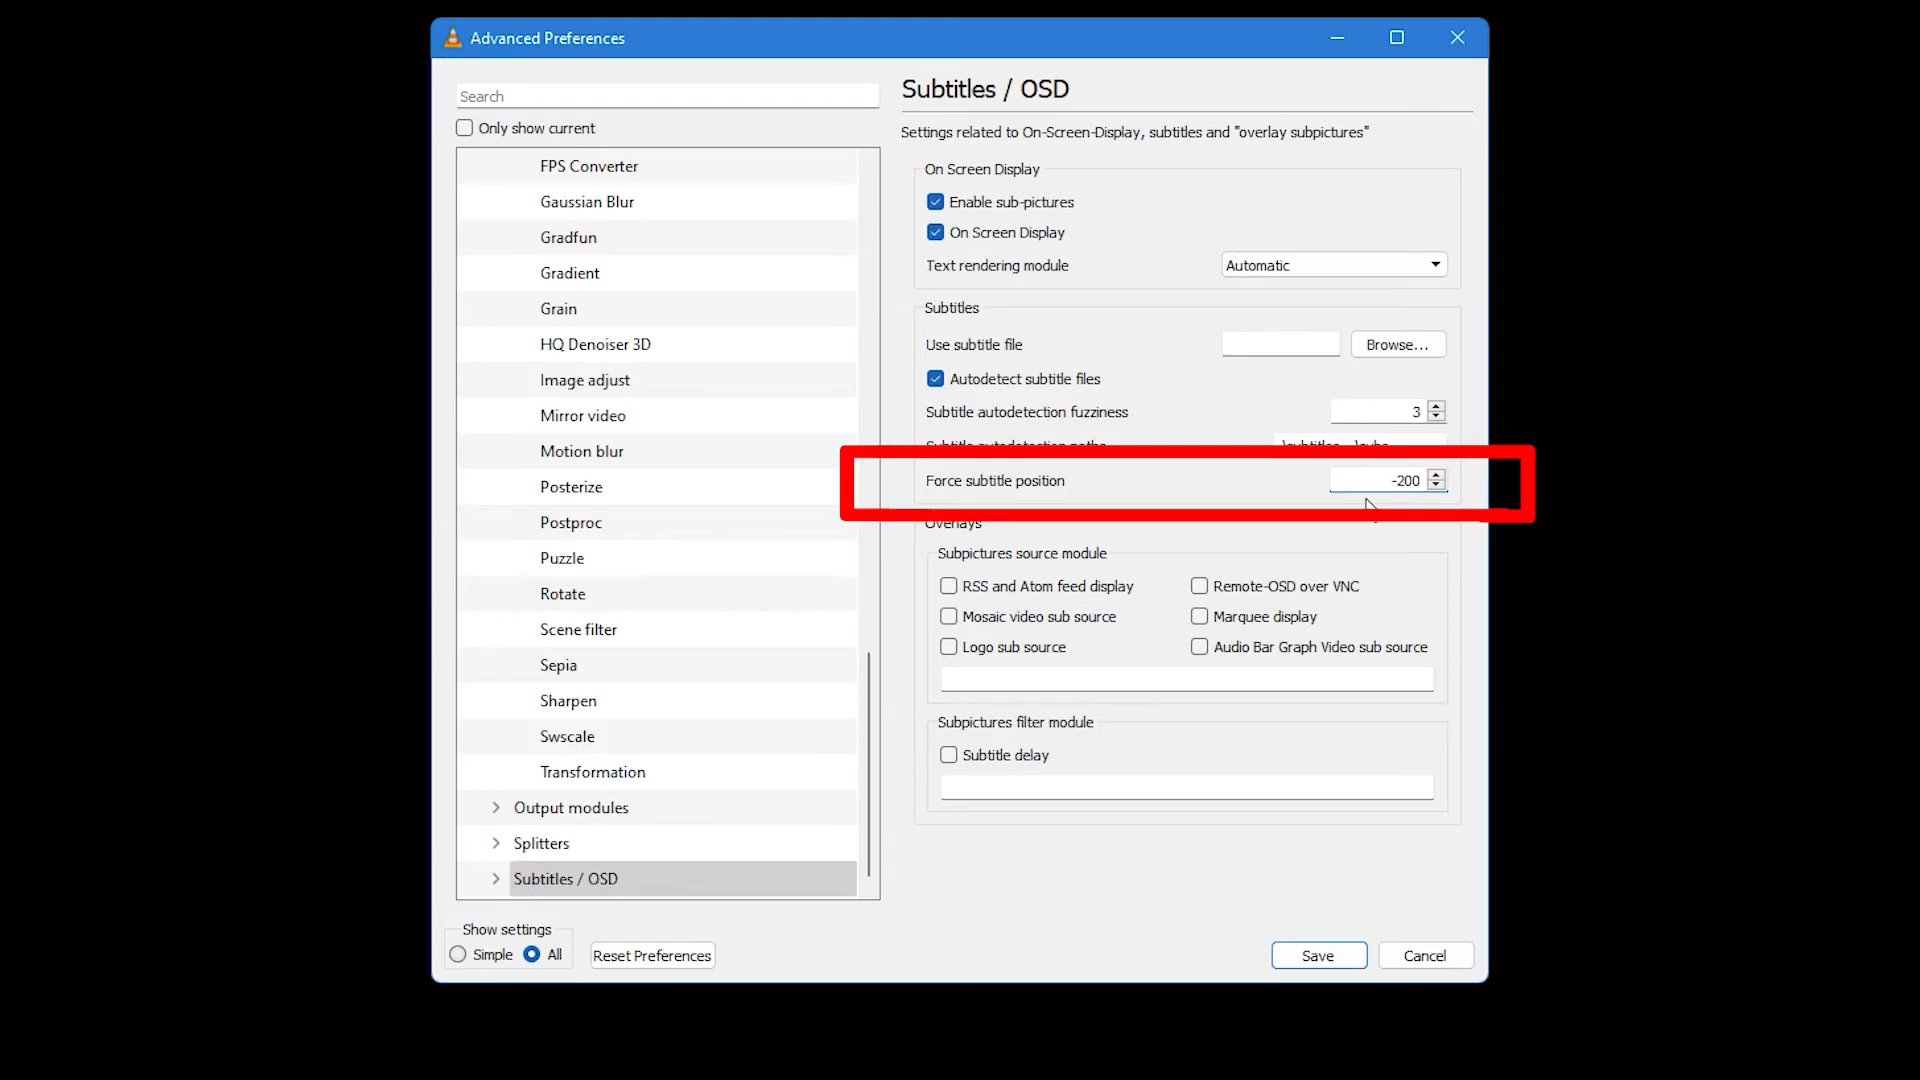 Advanced Preferences
Search
Only show current
FPS Converter
Gaussian Blur
Gradfun
Gradient
Grain
HQ Denoiser 3D
Image adjust
Mirror video
Motion blur
Posterize
Postproc
Puzzle
Rotate
Scene filter
Sepia
Sharpen
Swscale
Transformation
Output modules
Splitters
Subtitles / OSD
Show settings
Simple
All
Reset Preferences
Subtitles / OSD
Settings related to On-Screen-Display, subtitles and "overlay subpictures"
On Screen Display
Enable sub-pictures
On Screen Display
Text rendering module Automatic
Subtitles
Use subtitle file Browse...
Autodetect subtitle files
Subtitle autodetection fuzziness 3
Subtitle autodetection paths
Force subtitle position -200
Overlays
Subpictures source module
RSS and Atom feed display Remote-OSD over VNC
Mosaic video sub source Marquee display
Logo sub source Audio Bar Graph Video sub source
Subpictures filter module
Subtitle delay
Save Cancel